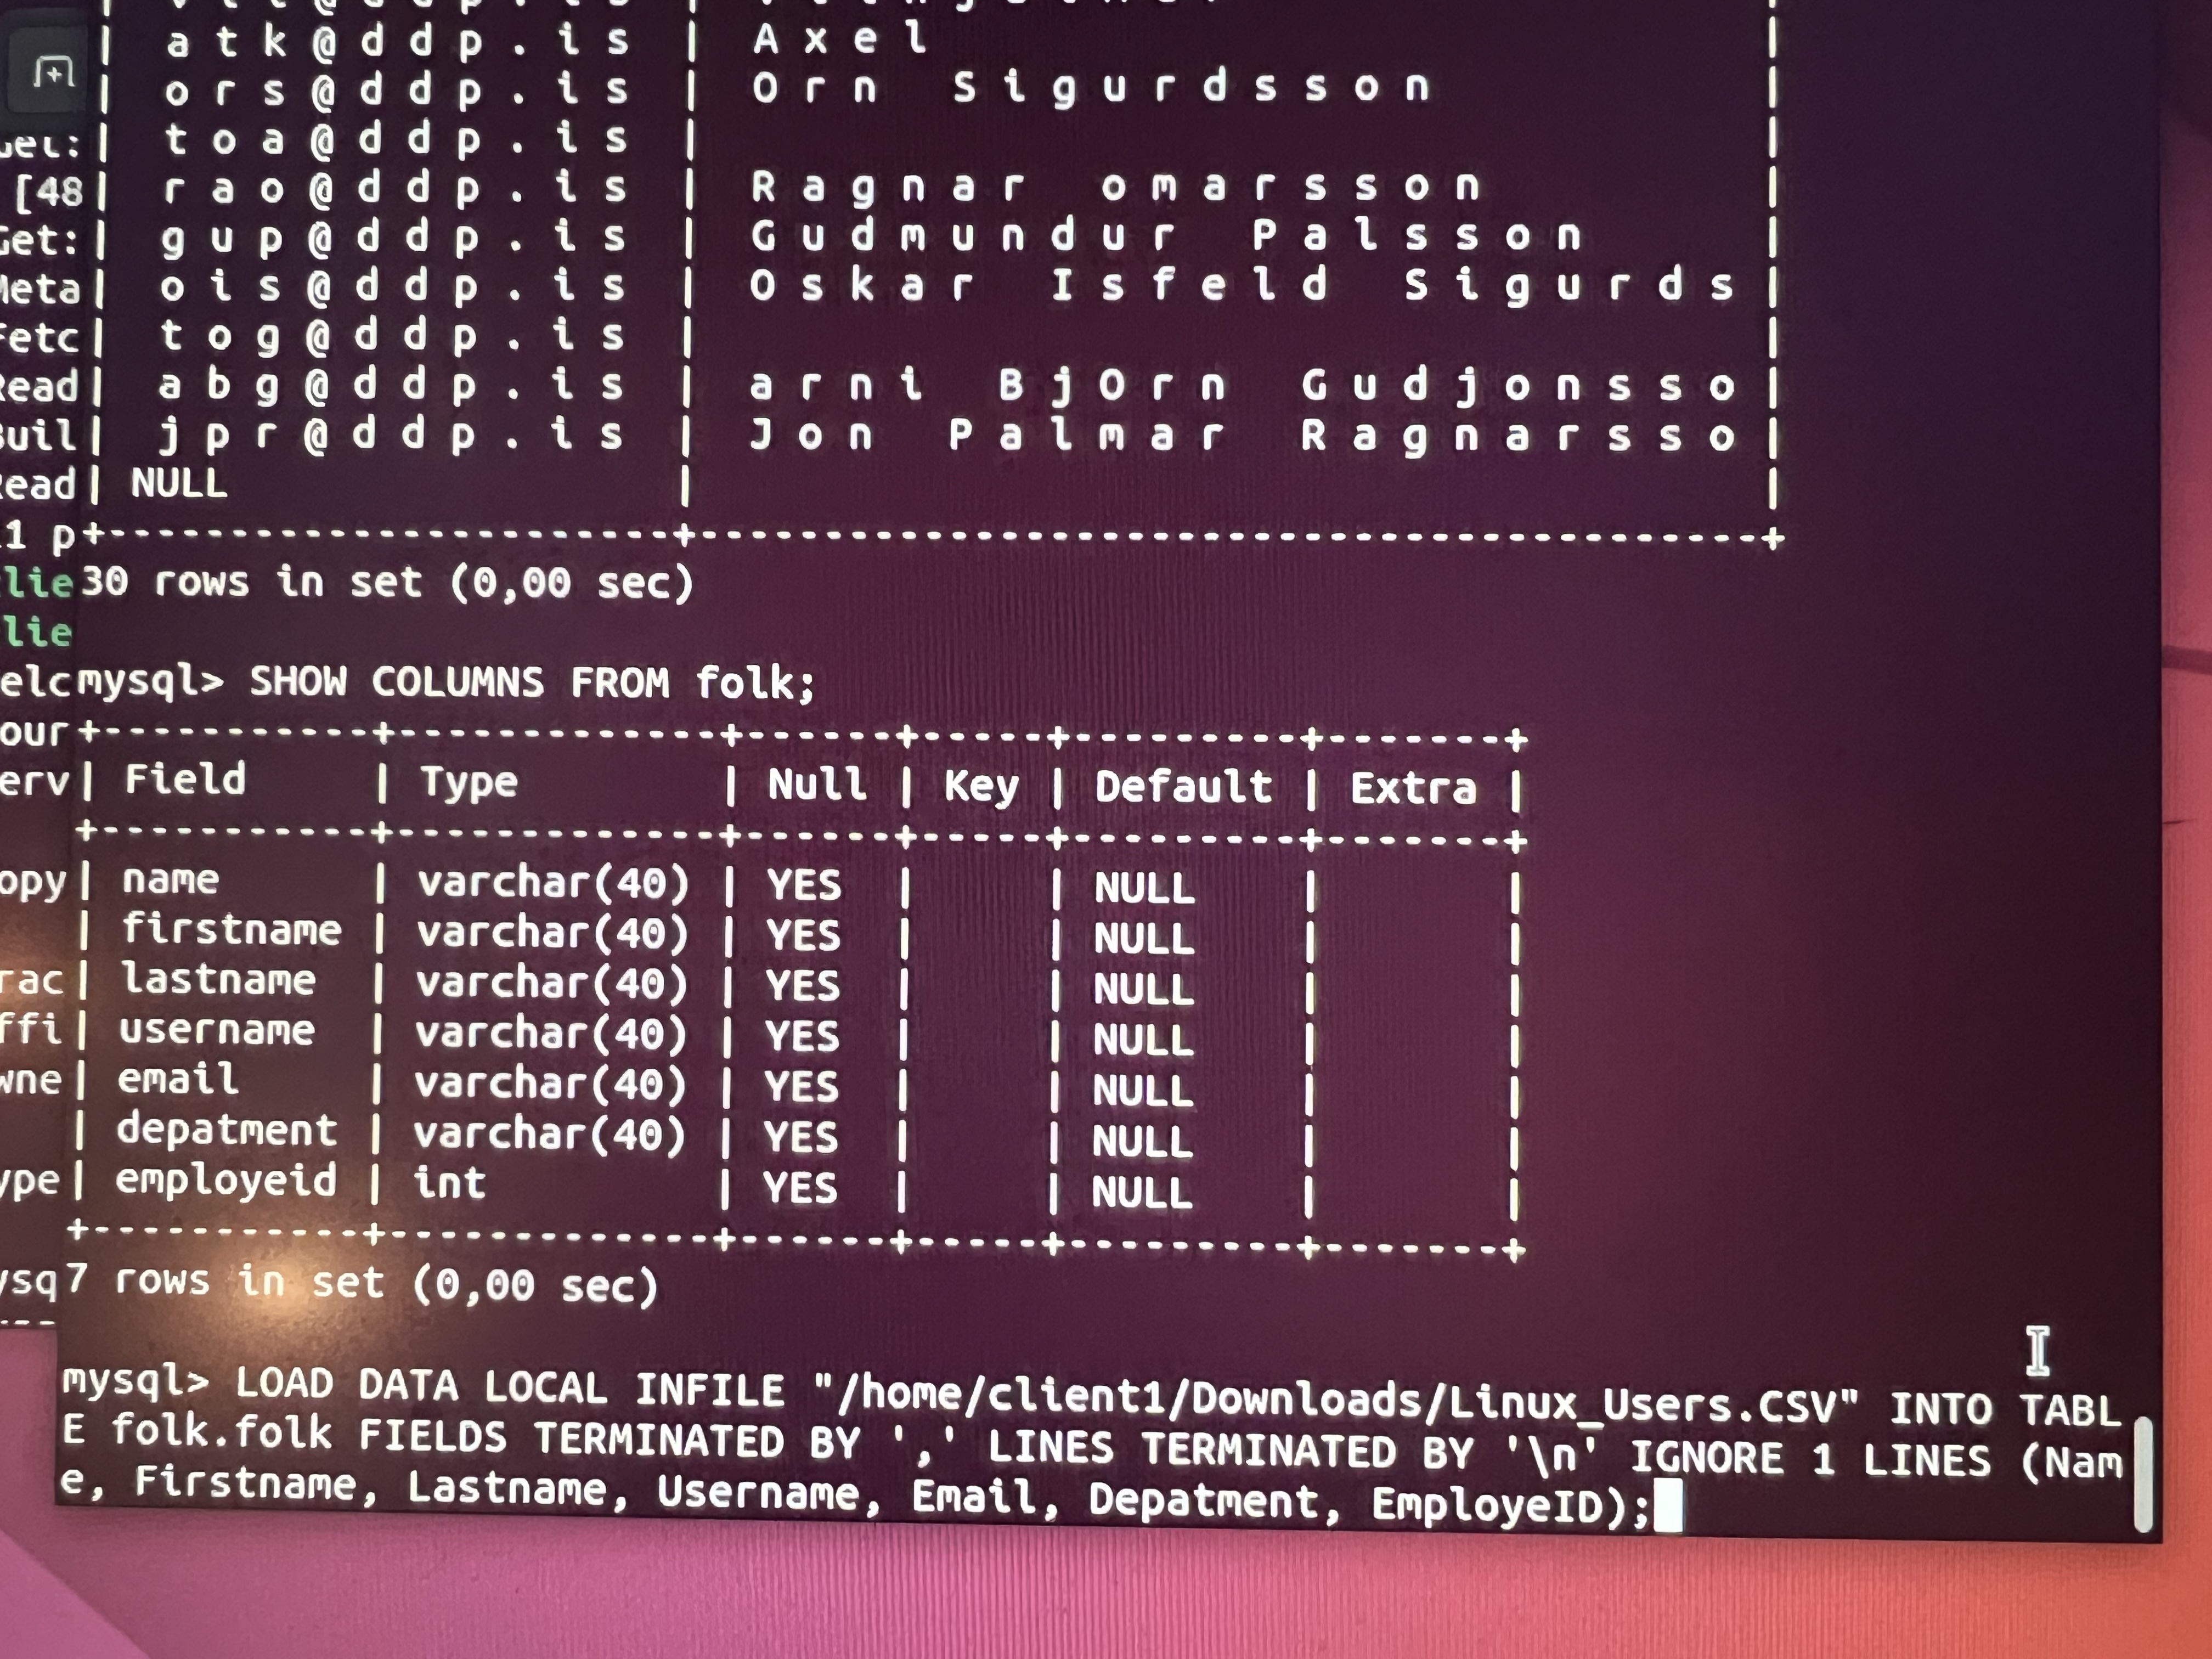 a t k @ d d p . i s | A x e l |
o r s @ d d p . i s | O r n  S i g u r d s s o n |
| t o a @ d d p . i s | |
[48 | r a o @ d d p . i s | R a g n a r  o m a r s s o n |
Get: | g u p @ d d p . i s | G u d m u n d u r  P a l s s o n |
Meta | o i s @ d d p . i s | O s k a r  I s f e l d  S i g u r d s |
Fetc | t o g @ d d p . i s | |
Read | a b g @ d d p . i s | a r n i  B j O r n  G u d j o n s s o |
Buil | j p r @ d d p . i s | J o n  P a l m a r  R a g n a r s s o |
Read | NULL | |
1 p +-----------------------+-------------------------------------------+
lie 30 rows in set (0,00 sec)
lie
elc mysql> SHOW COLUMNS FROM folk;
our +-----------+-------------+------+-----+---------+-------+
erv | Field | Type | Null | Key | Default | Extra |
+-----------+-------------+------+-----+---------+-------+
opy | name | varchar(40) | YES | | NULL | |
| firstname | varchar(40) | YES | | NULL | |
rac | lastname | varchar(40) | YES | | NULL | |
ffi | username | varchar(40) | YES | | NULL | |
wne | email | varchar(40) | YES | | NULL | |
| depatment | varchar(40) | YES | | NULL | |
ype | employeid | int | YES | | NULL | |
+-----------+-------------+------+-----+---------+-------+
ysq 7 rows in set (0,00 sec)
mysql> LOAD DATA LOCAL INFILE "/home/client1/Downloads/Linux_Users.CSV" INTO TABL
E folk.folk FIELDS TERMINATED BY ',' LINES TERMINATED BY '\n' IGNORE 1 LINES (Nam
e, Firstname, Lastname, Username, Email, Depatment, EmployeID);